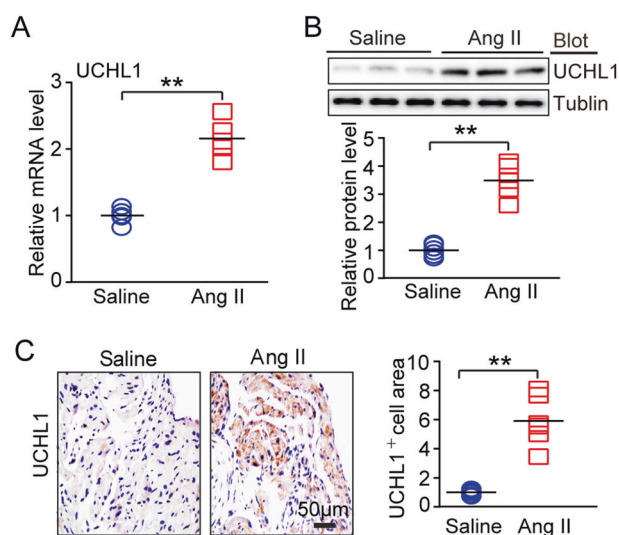 A
UCHL1
**
Relative mRNA level
3
2
1
0
Saline
Ang II
B
Saline
Ang II
Blot
UCHL1
Tublin
**
Relative protein level
5
4
3
2
1
0
Saline
Ang II
C
Saline
Ang II
UCHL1
50μm
**
UCHL1+ cell area
10
8
6
4
2
0
Saline
Ang II